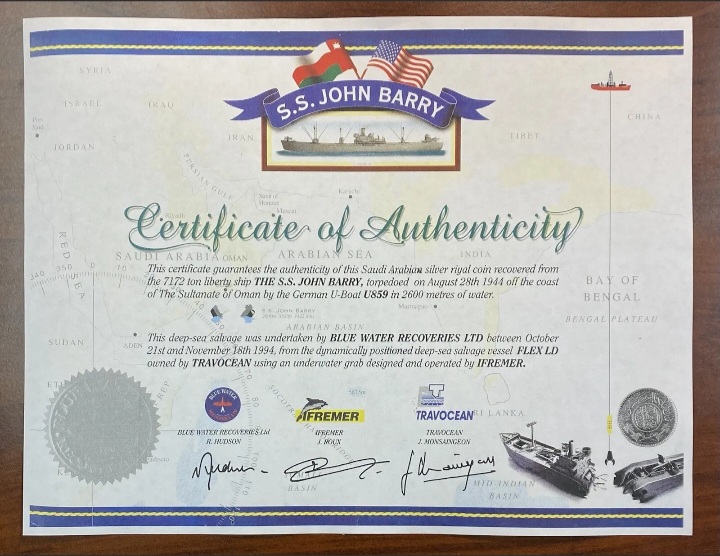 SYRIA
ISRAEL
IRAQ
JORDAN
IRAN
TIBET
CHINA
S.S. JOHN BARRY
PERSIAN GULF
Karachi
Muscat
Riyadh
Certificate of Authenticity
SAUDI ARABIA
OMAN
ARABIAN SEA
INDIA
RED SEA
BAY OF
BENGAL
BENGAL PLATEAU
This certificate guarantees the authenticity of this Saudi Arabian silver riyal coin recovered from
the 7172 ton liberty ship THE S.S. JOHN BARRY, torpedoed on August 28th 1944 off the coast
of The Sultanate of Oman by the German U-Boat U859 in 2600 metres of water.
S.S. JOHN BARRY
ARABIAN BASIN
SUDAN
ADEN
This deep-sea salvage was undertaken by BLUE WATER RECOVERIES LTD between October
21st and November 18th 1994, from the dynamically positioned deep-sea salvage vessel FLEX LD
owned by TRAVOCEAN using an underwater grab designed and operated by IFREMER.
BLUE WATER
IFREMER
TRAVOCEAN
SRI LANKA
BLUE WATER RECOVERIES Ltd
R. HUDSON
IFREMER
J. ROUX
TRAVOCEAN
J. MONSAINGEON
BASIN
MID-INDIAN
BASIN